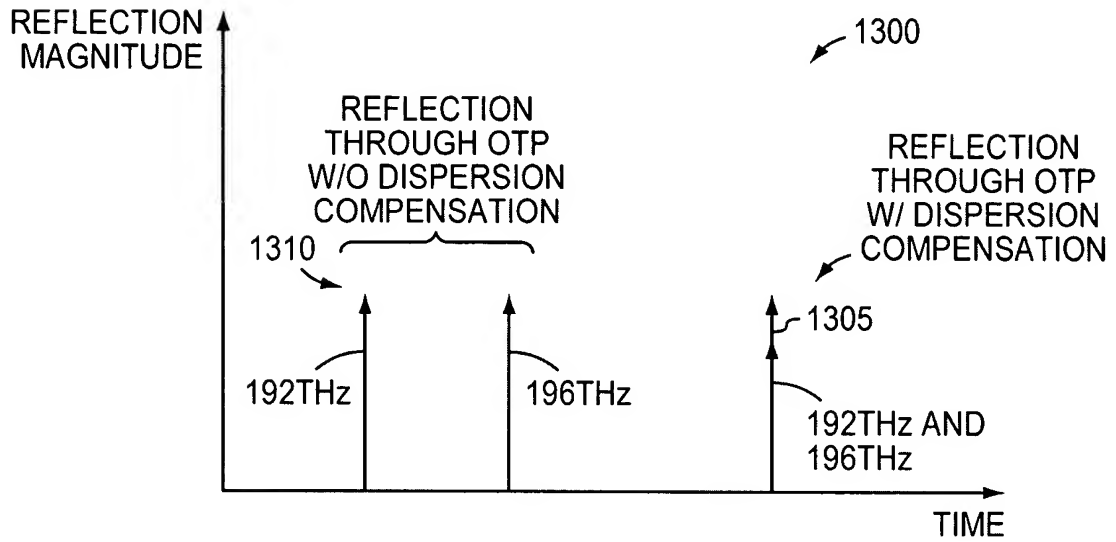 REFLECTION
MAGNITUDE
1300
REFLECTION
THROUGH OTP
W/O DISPERSION
COMPENSATION
REFLECTION
THROUGH OTP
W/ DISPERSION
COMPENSATION
1310
1305
192THz
196THz
192THz AND
196THz
TIME